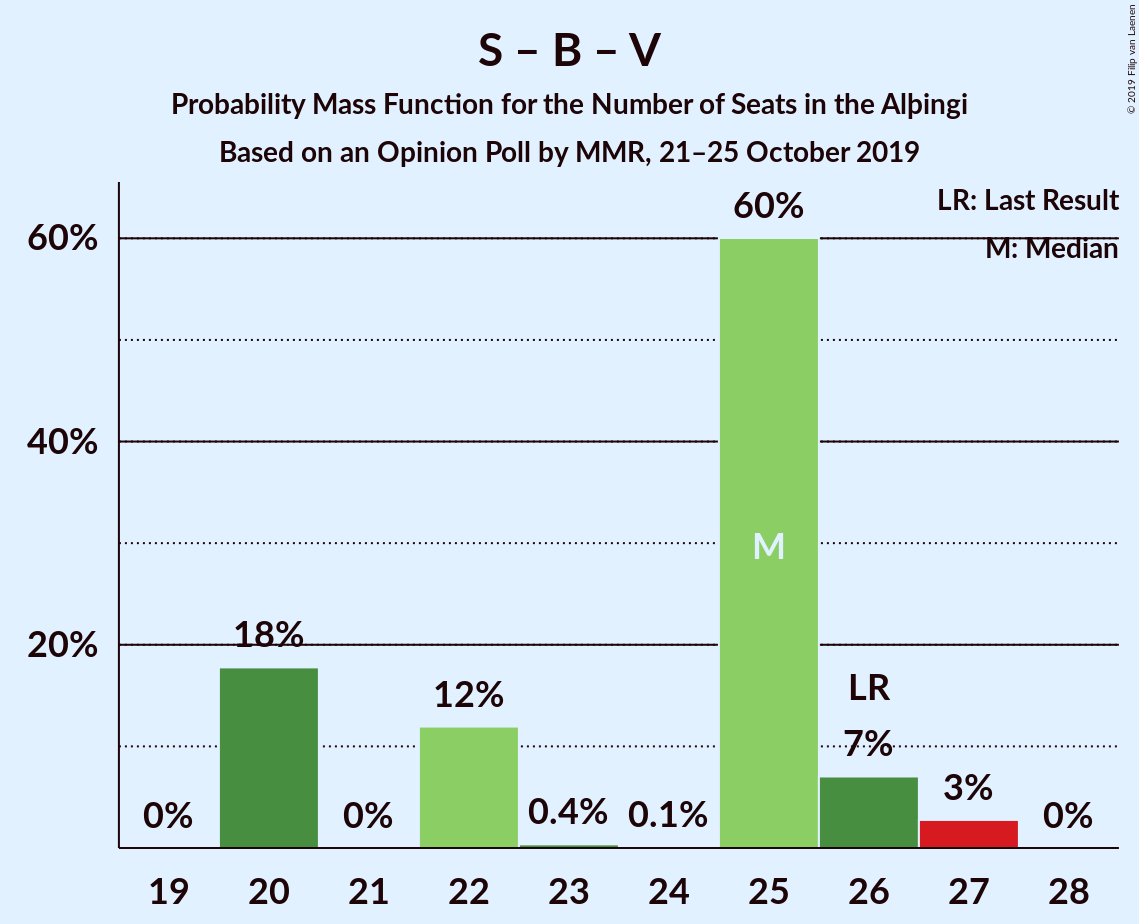 S – B – V
Probability Mass Function for the Number of Seats in the Alþingi
Based on an Opinion Poll by MMR, 21–25 October 2019
© 2019 Filip van Laenen
LR: Last Result
M: Median
60%
40%
20%
0%
18%
0%
12%
0.4%
0.1%
60%
M
LR
7%
3%
0%
19 20 21 22 23 24 25 26 27 28